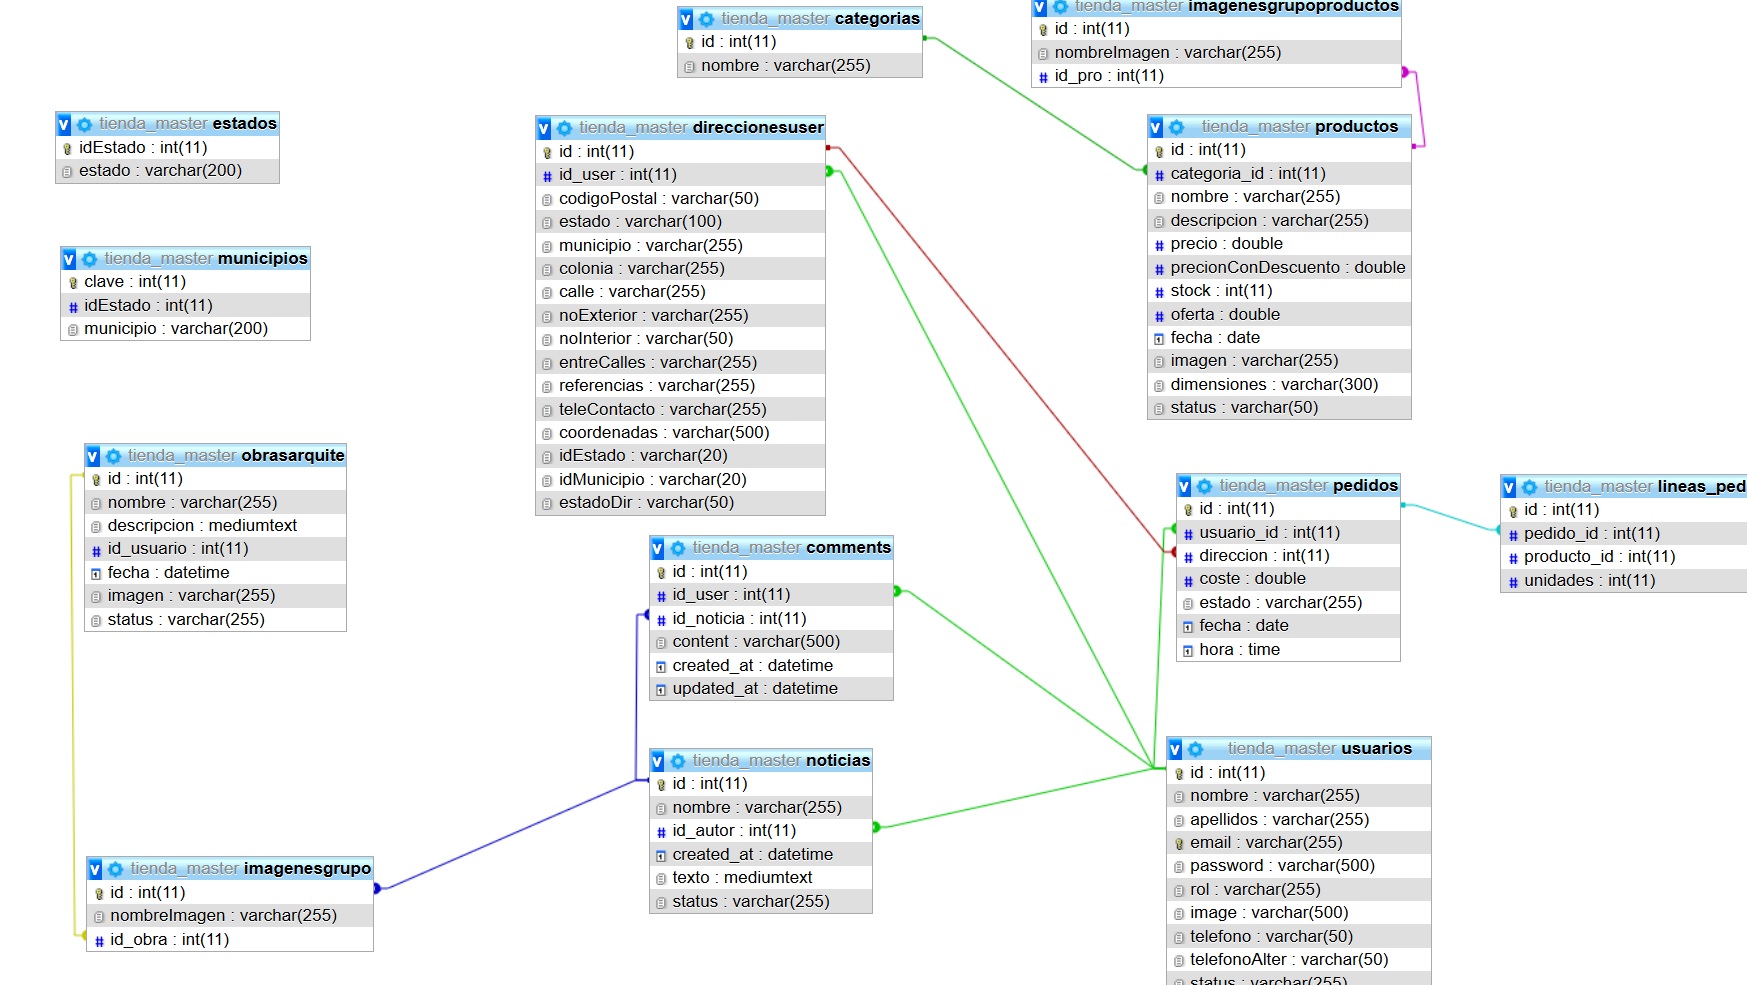 tienda_master categorias
id : int(11)
nombre : varchar(255)
tienda_master imagenesgrupoproductos
id : int(11)
nombreImagen : varchar(255)
id_pro : int(11)
tienda_master estados
idEstado : int(11)
estado : varchar(200)
tienda_master municipios
clave : int(11)
idEstado : int(11)
municipio : varchar(200)
tienda_master direccionesuser
id : int(11)
id_user : int(11)
codigoPostal : varchar(50)
estado : varchar(100)
municipio : varchar(255)
colonia : varchar(255)
calle : varchar(255)
noExterior : varchar(255)
noInterior : varchar(50)
entreCalles : varchar(255)
referencias : varchar(255)
teleContacto : varchar(255)
coordenadas : varchar(500)
idEstado : varchar(20)
idMunicipio : varchar(20)
estadoDir : varchar(50)
tienda_master productos
id : int(11)
categoria_id : int(11)
nombre : varchar(255)
descripcion : varchar(255)
precio : double
precionConDescuento : double
stock : int(11)
oferta : double
fecha : date
imagen : varchar(255)
dimensiones : varchar(300)
status : varchar(50)
tienda_master obrasarquite
id : int(11)
nombre : varchar(255)
descripcion : mediumtext
id_usuario : int(11)
fecha : datetime
imagen : varchar(255)
status : varchar(255)
tienda_master comments
id : int(11)
id_user : int(11)
id_noticia : int(11)
content : varchar(500)
created_at : datetime
updated_at : datetime
tienda_master pedidos
id : int(11)
usuario_id : int(11)
direccion : int(11)
coste : double
estado : varchar(255)
fecha : date
hora : time
tienda_master lineas_ped
id : int(11)
pedido_id : int(11)
producto_id : int(11)
unidades : int(11)
tienda_master noticias
id : int(11)
nombre : varchar(255)
id_autor : int(11)
created_at : datetime
texto : mediumtext
status : varchar(255)
tienda_master usuarios
id : int(11)
nombre : varchar(255)
apellidos : varchar(255)
email : varchar(255)
password : varchar(500)
rol : varchar(255)
image : varchar(500)
telefono : varchar(50)
telefonoAlter : varchar(50)
status : varchar(255)
tienda_master imagenesgrupo
id : int(11)
nombreImagen : varchar(255)
id_obra : int(11)